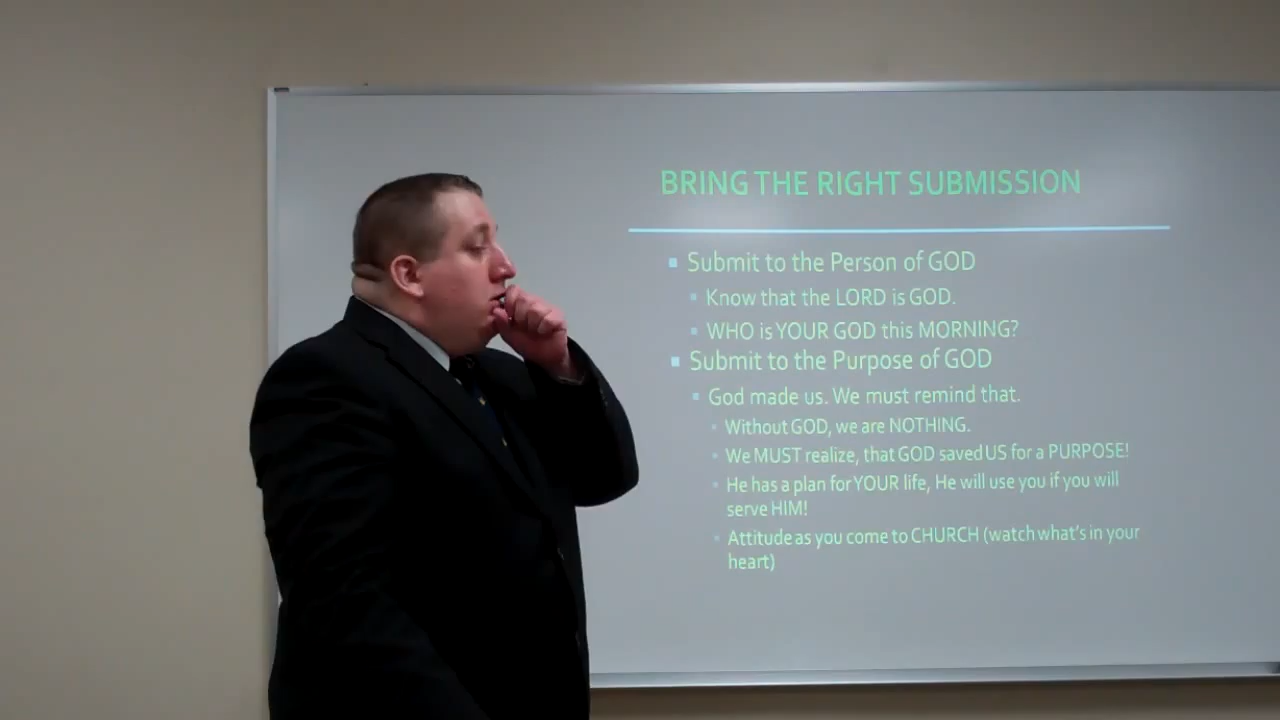 BRING THE RIGHT SUBMISSION
Submit to the Person of GOD
Know that the LORD is GOD.
WHO is YOUR GOD this MORNING?
Submit to the Purpose of GOD
God made us. We must remind that.
Without GOD, we are NOTHING.
We MUST realize, that GOD saved US for a PURPOSE!
He has a plan for YOUR life, He will use you if you will
serve HIM!
Attitude as you come to CHURCH (watch what's in your
heart)